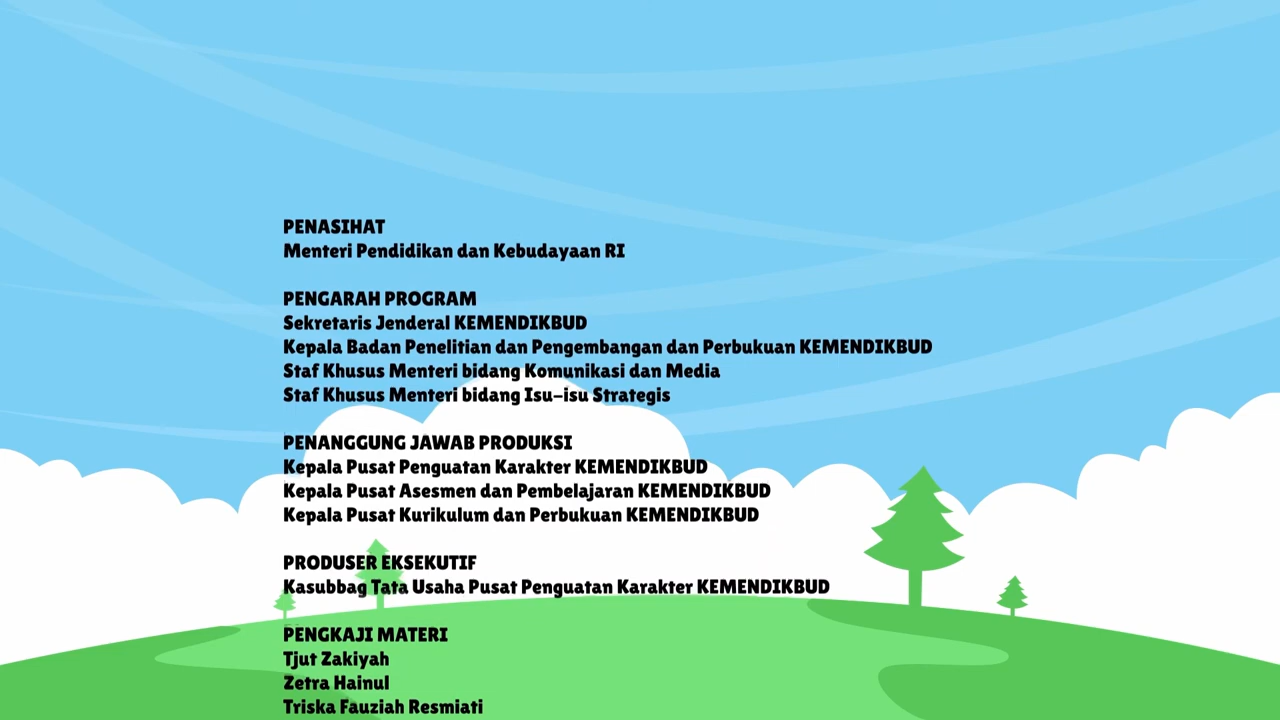 PENASIHAT
Menteri Pendidikan dan Kebudayaan RI
PENGARAH PROGRAM
Sekretaris Jenderal KEMENDIKBUD
Kepala Badan Penelitian dan Pengembangan dan Perbukuan KEMENDIKBUD
Staf Khusus Menteri bidang Komunikasi dan Media
Staf Khusus Menteri bidang Isu-isu Strategis
PENANGGUNG JAWAB PRODUKSI
Kepala Pusat Penguatan Karakter KEMENDIKBUD
Kepala Pusat Asesmen dan Pembelajaran KEMENDIKBUD
Kepala Pusat Kurikulum dan Perbukuan KEMENDIKBUD
PRODUSER EKSEKUTIF
Kasubbag Tata Usaha Pusat Penguatan Karakter KEMENDIKBUD
PENGKAJI MATERI
Tjut Zakiyah
Zetra Hainul
Triska Fauziah Resmiati